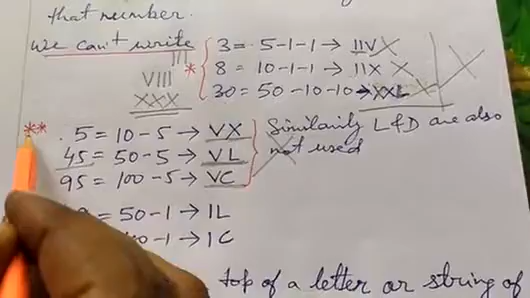 that number.
We can't write * 3 = 5-1-1 → IIV X
III
VIII 8 = 10-1-1 → IIX X
XXX 30 = 50-10-10 → XXL X
** 5 = 10-5 → VX Similarily L&D are also
45 = 50-5 → VL not used
95 = 100-5 → VC
= 50-1 → IL
-1 → IC
top of a letter or string of